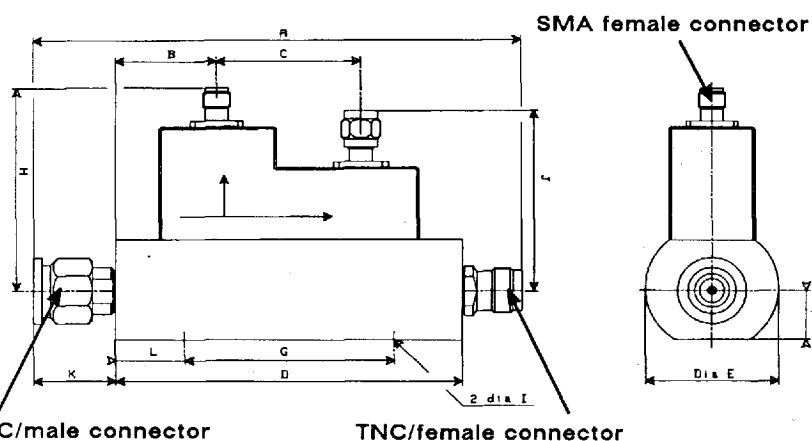 SMA female connector
A
B
C
H
J
L
G
K
D
2 dia I
Dia E
C/male connector
TNC/female connector